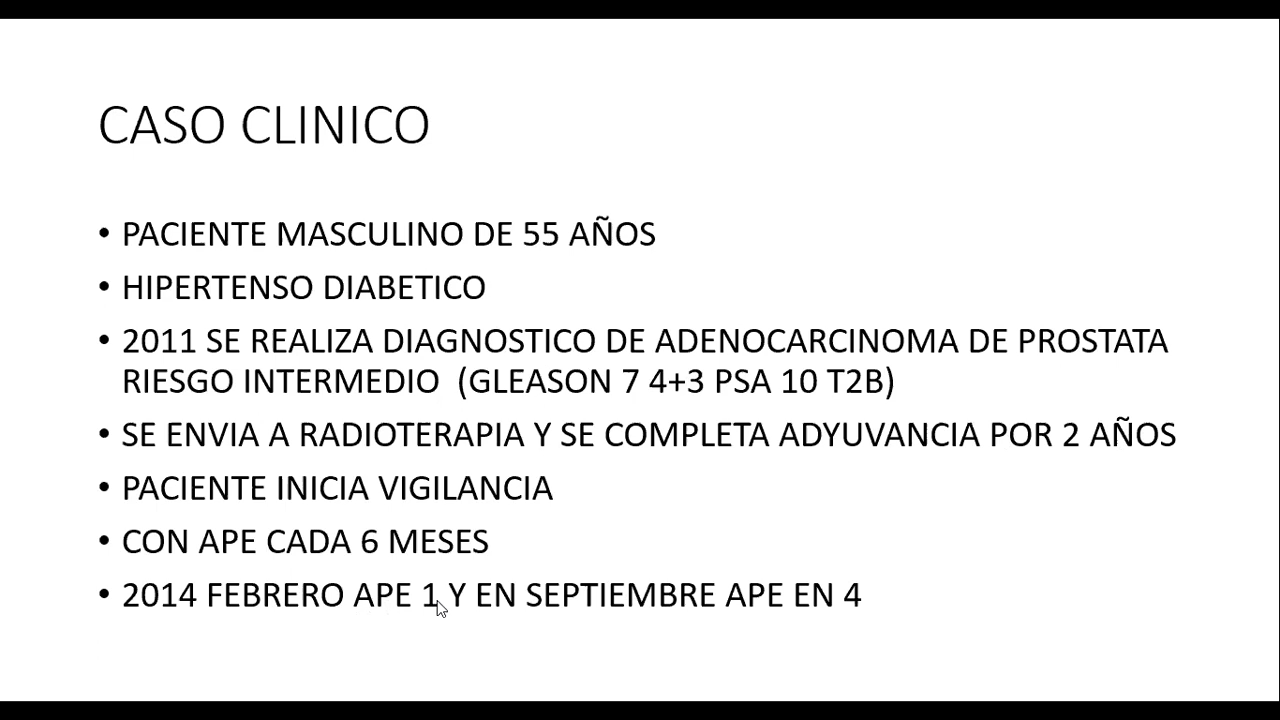 CASO CLINICO
• PACIENTE MASCULINO DE 55 AÑOS
• HIPERTENSO DIABETICO
• 2011 SE REALIZA DIAGNOSTICO DE ADENOCARCINOMA DE PROSTATA
RIESGO INTERMEDIO (GLEASON 7 4+3 PSA 10 T2B)
• SE ENVIA A RADIOTERAPIA Y SE COMPLETA ADYUVANCIA POR 2 AÑOS
• PACIENTE INICIA VIGILANCIA
• CON APE CADA 6 MESES
• 2014 FEBRERO APE 1 Y EN SEPTIEMBRE APE EN 4